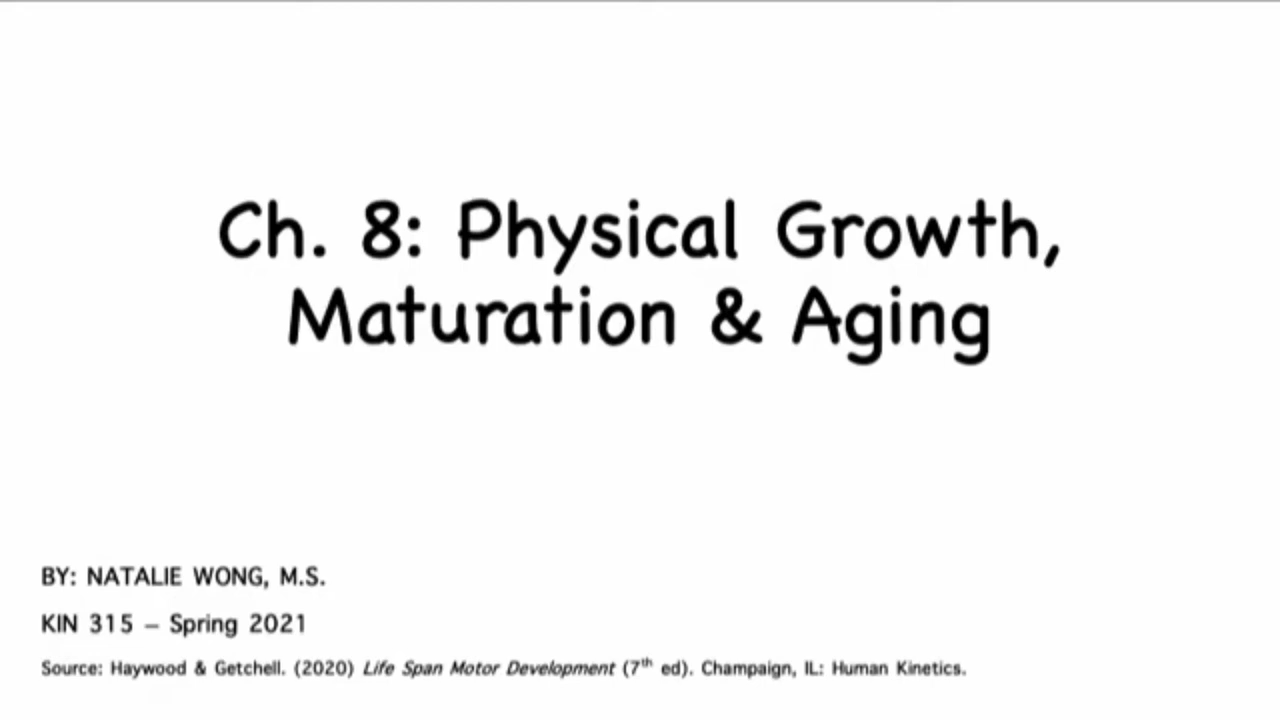 Ch. 8: Physical Growth,
Maturation & Aging
BY: NATALIE WONG, M.S.
KIN 315 – Spring 2021
Source: Haywood & Getchell. (2020) Life Span Motor Development (7th ed). Champaign, IL: Human Kinetics.